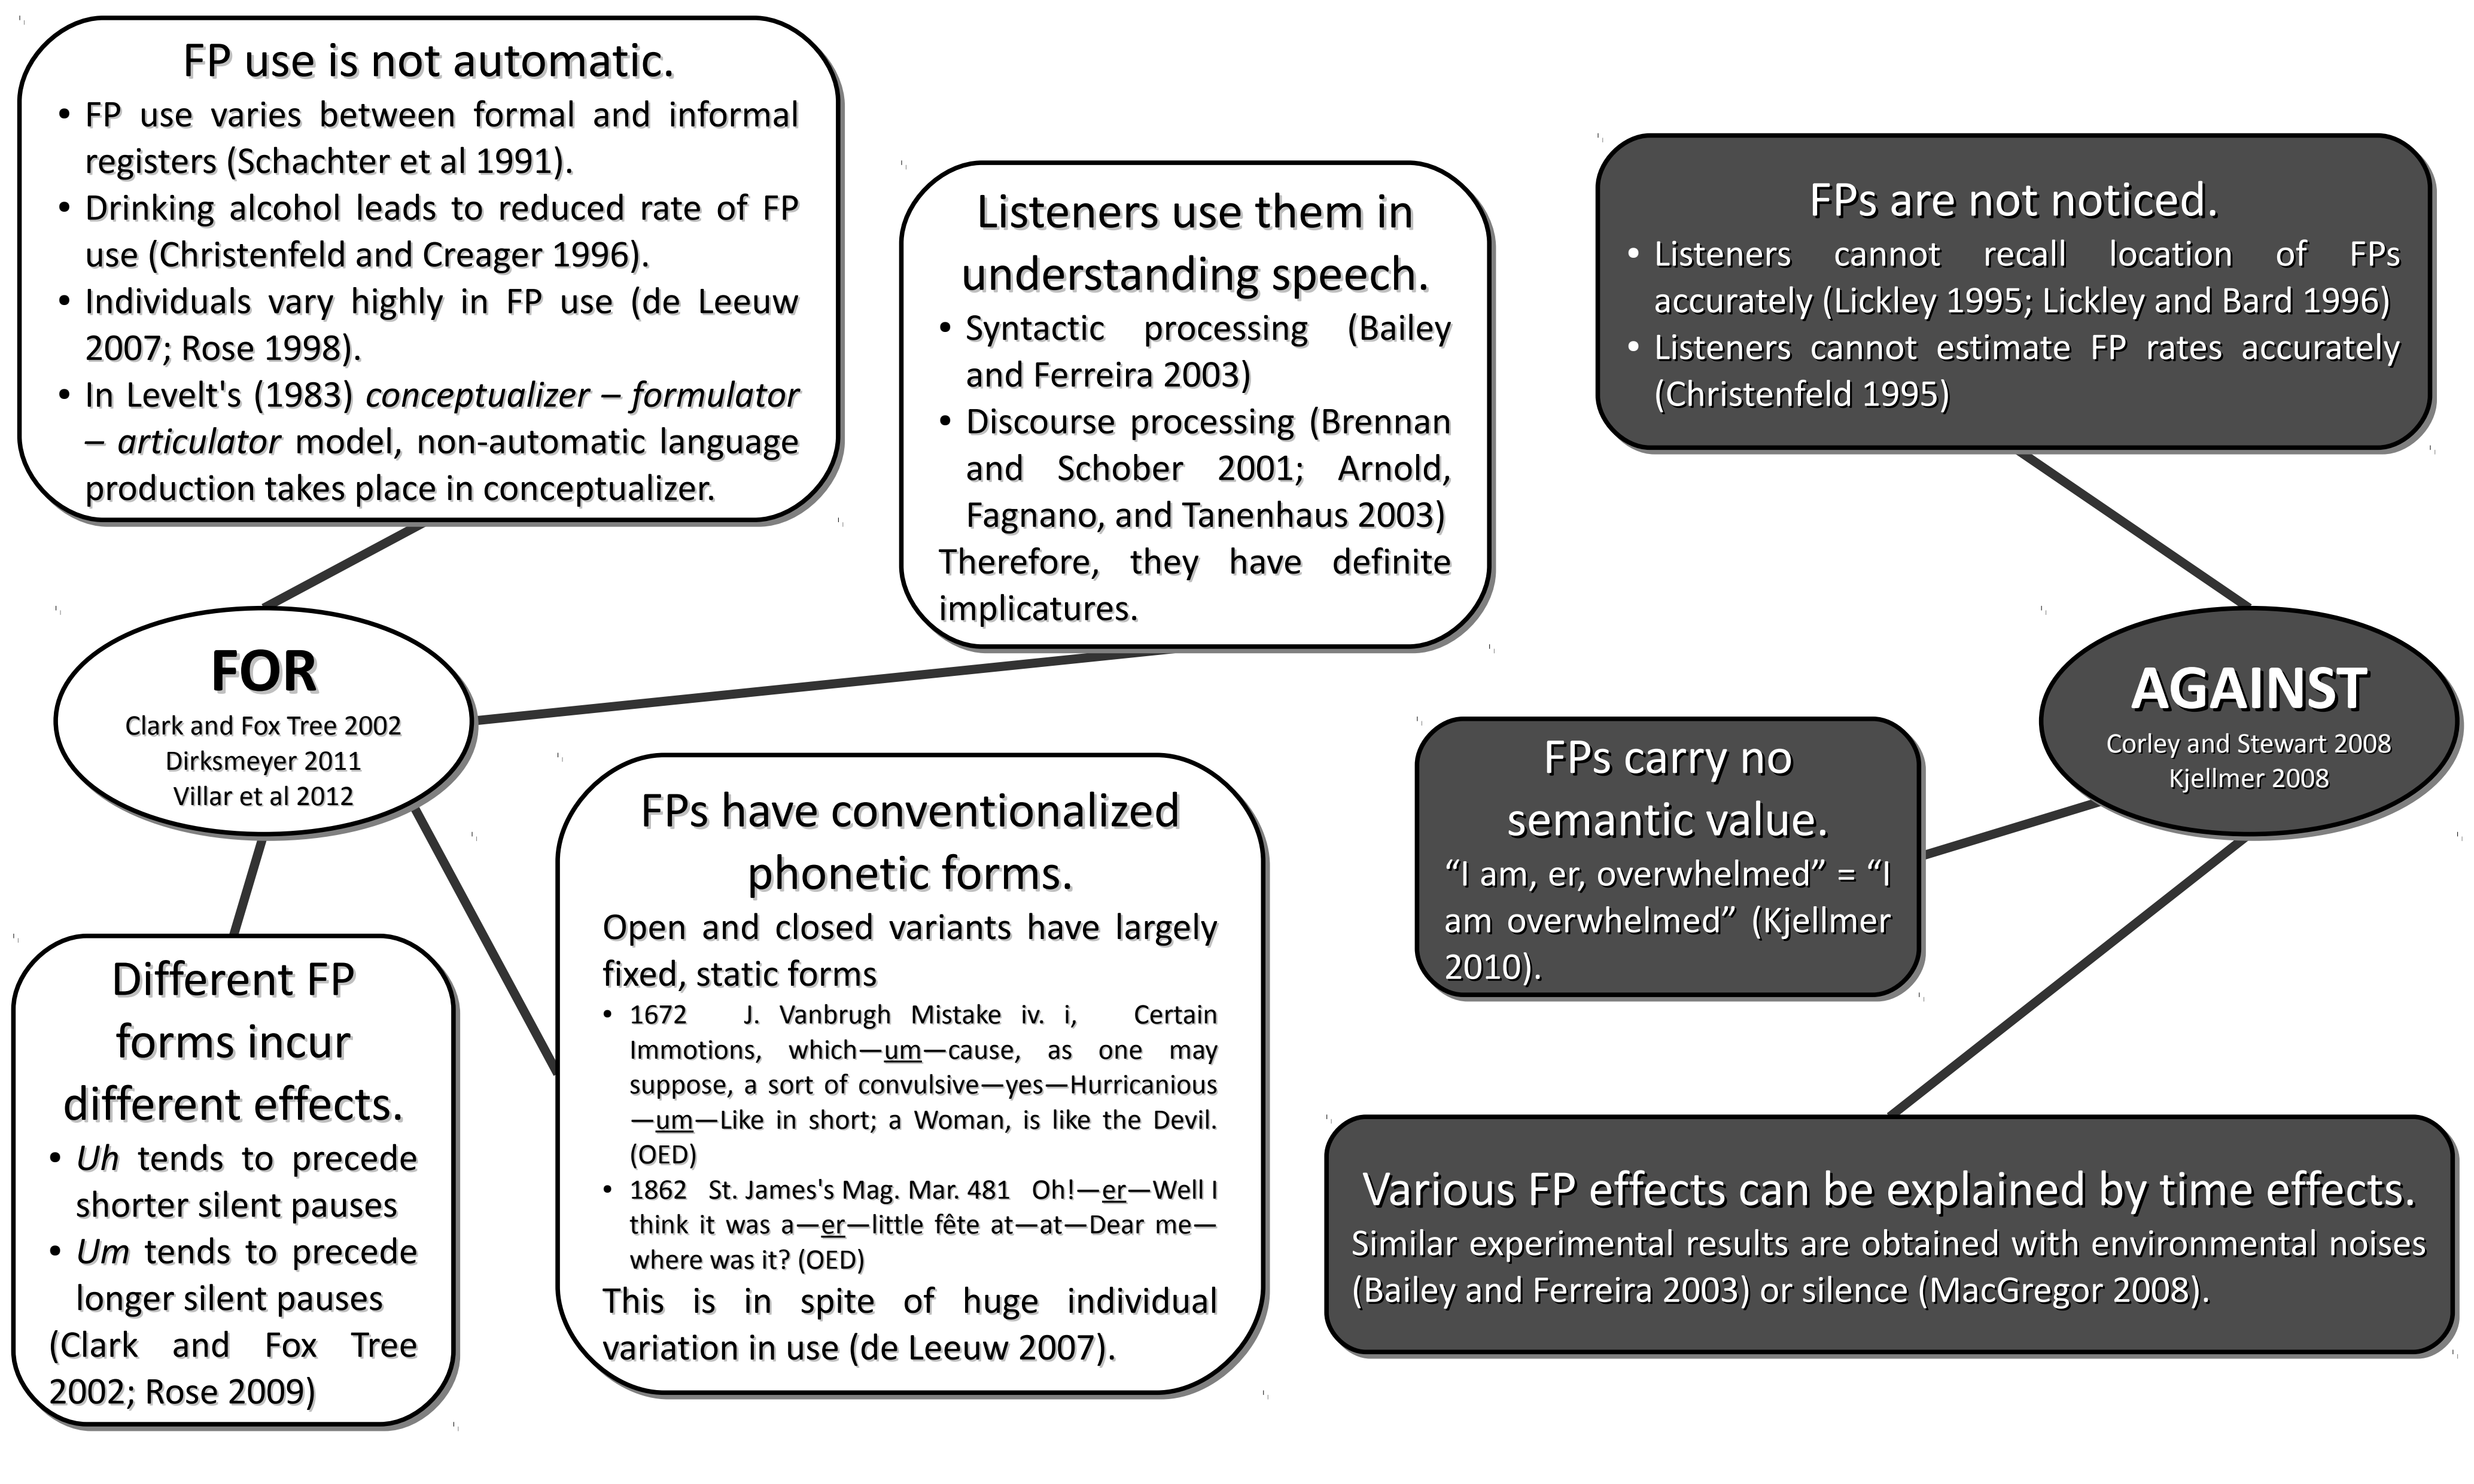 FP use is not automatic.
• FP use varies between formal and informal
registers (Schachter et al 1991).
• Drinking alcohol leads to reduced rate of FP
use (Christenfeld and Creager 1996).
• Individuals vary highly in FP use (de Leeuw
2007; Rose 1998).
• In Levelt's (1983) conceptualizer – formulator
– articulator model, non-automatic language
production takes place in conceptualizer.
Listeners use them in
understanding speech.
• Syntactic processing (Bailey
and Ferreira 2003)
• Discourse processing (Brennan
and Schober 2001; Arnold,
Fagnano, and Tanenhaus 2003)
Therefore, they have definite
implicatures.
FPs are not noticed.
• Listeners cannot recall location of FPs
accurately (Lickley 1995; Lickley and Bard 1996)
• Listeners cannot estimate FP rates accurately
(Christenfeld 1995)
FOR
Clark and Fox Tree 2002
Dirksmeyer 2011
Villar et al 2012
AGAINST
Corley and Stewart 2008
Kjellmer 2008
Different FP
forms incur
different effects.
• Uh tends to precede
shorter silent pauses
• Um tends to precede
longer silent pauses
(Clark and Fox Tree
2002; Rose 2009)
FPs have conventionalized
phonetic forms.
Open and closed variants have largely
fixed, static forms
• 1672 J. Vanbrugh Mistake iv. i, Certain
Immotions, which—um—cause, as one may
suppose, a sort of convulsive—yes—Hurricanious
—um—Like in short; a Woman, is like the Devil.
(OED)
• 1862 St. James's Mag. Mar. 481 Oh!—er—Well I
think it was a—er—little fête at—at—Dear me—
where was it? (OED)
This is in spite of huge individual
variation in use (de Leeuw 2007).
FPs carry no
semantic value.
“I am, er, overwhelmed” = “I
am overwhelmed” (Kjellmer
2010).
Various FP effects can be explained by time effects.
Similar experimental results are obtained with environmental noises
(Bailey and Ferreira 2003) or silence (MacGregor 2008).